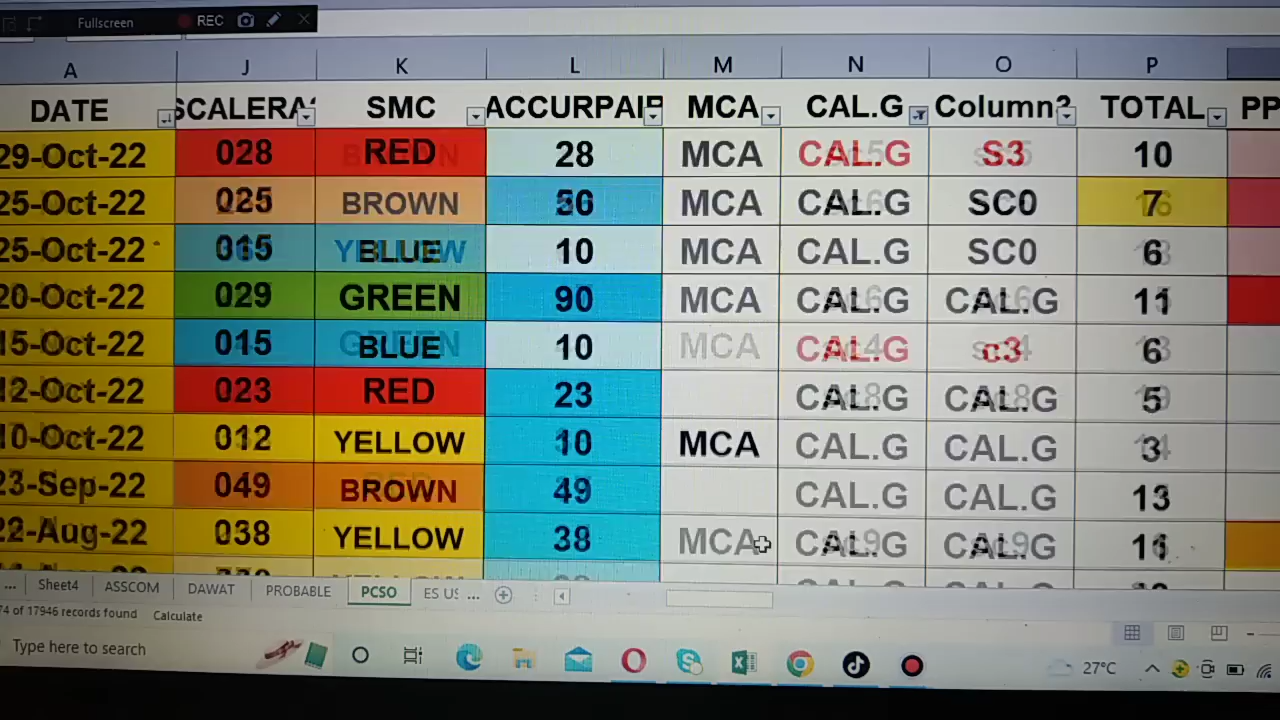 Fullscreen REC
A J K L M N O P
DATE SMC MCA CAL.G TOTAL PP
29-Oct-22 028 RED 28 MCA CAL.G S3 10
25-Oct-22 025 BROWN MCA CAL.G SC0 7
25-Oct-22 015 BLUE 10 MCA CAL.G SC0 6
20-Oct-22 029 GREEN 90 MCA CAL.G CAL.G 11
15-Oct-22 015 BLUE 10 MCA CAL.G c3 6
12-Oct-22 023 RED 23 CAL.G CAL.G 5
10-Oct-22 012 YELLOW 10 MCA CAL.G CAL.G 3
23-Sep-22 049 BROWN 49 CAL.G CAL.G 13
22-Aug-22 038 YELLOW 38 MCA CAL.G CAL.G
... Sheet4 ASSCOM DAWAT PROBABLE PCSO ES US ...
74 of 17946 records found Calculate
Type here to search 27°C